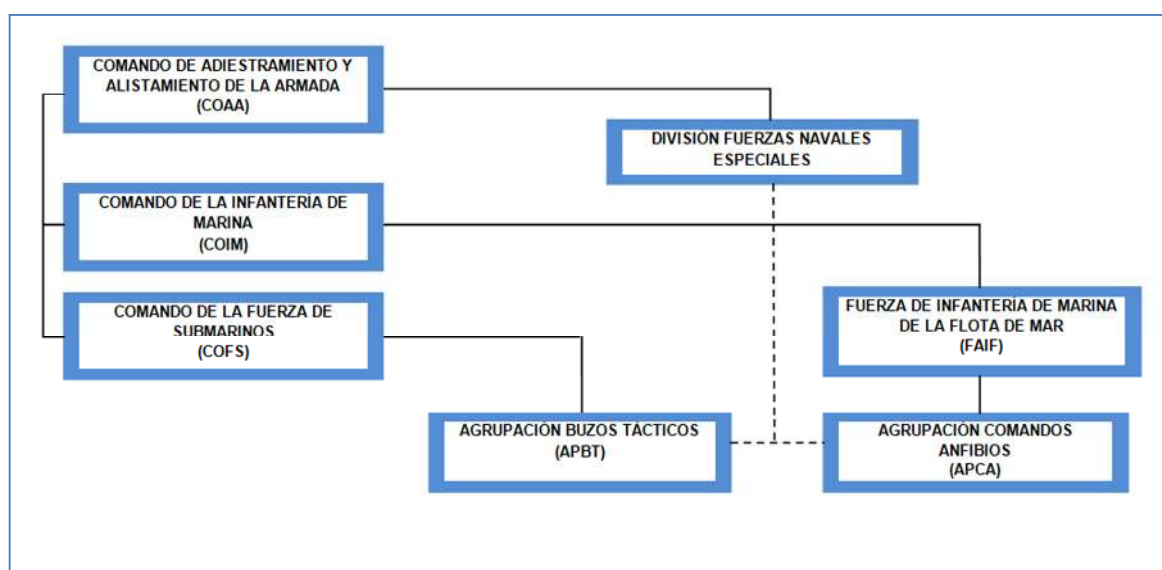 COMANDO DE ADIESTRAMIENTO Y
ALISTAMIENTO DE LA ARMADA
(COAA)
DIVISIÓN FUERZAS NAVALES
ESPECIALES
COMANDO DE LA INFANTERÍA DE
MARINA
(COIM)
COMANDO DE LA FUERZA DE
SUBMARINOS
(COFS)
FUERZA DE INFANTERÍA DE MARINA
DE LA FLOTA DE MAR
(FAIF)
AGRUPACIÓN BUZOS TÁCTICOS
(APBT)
AGRUPACIÓN COMANDOS
ANFIBIOS
(APCA)